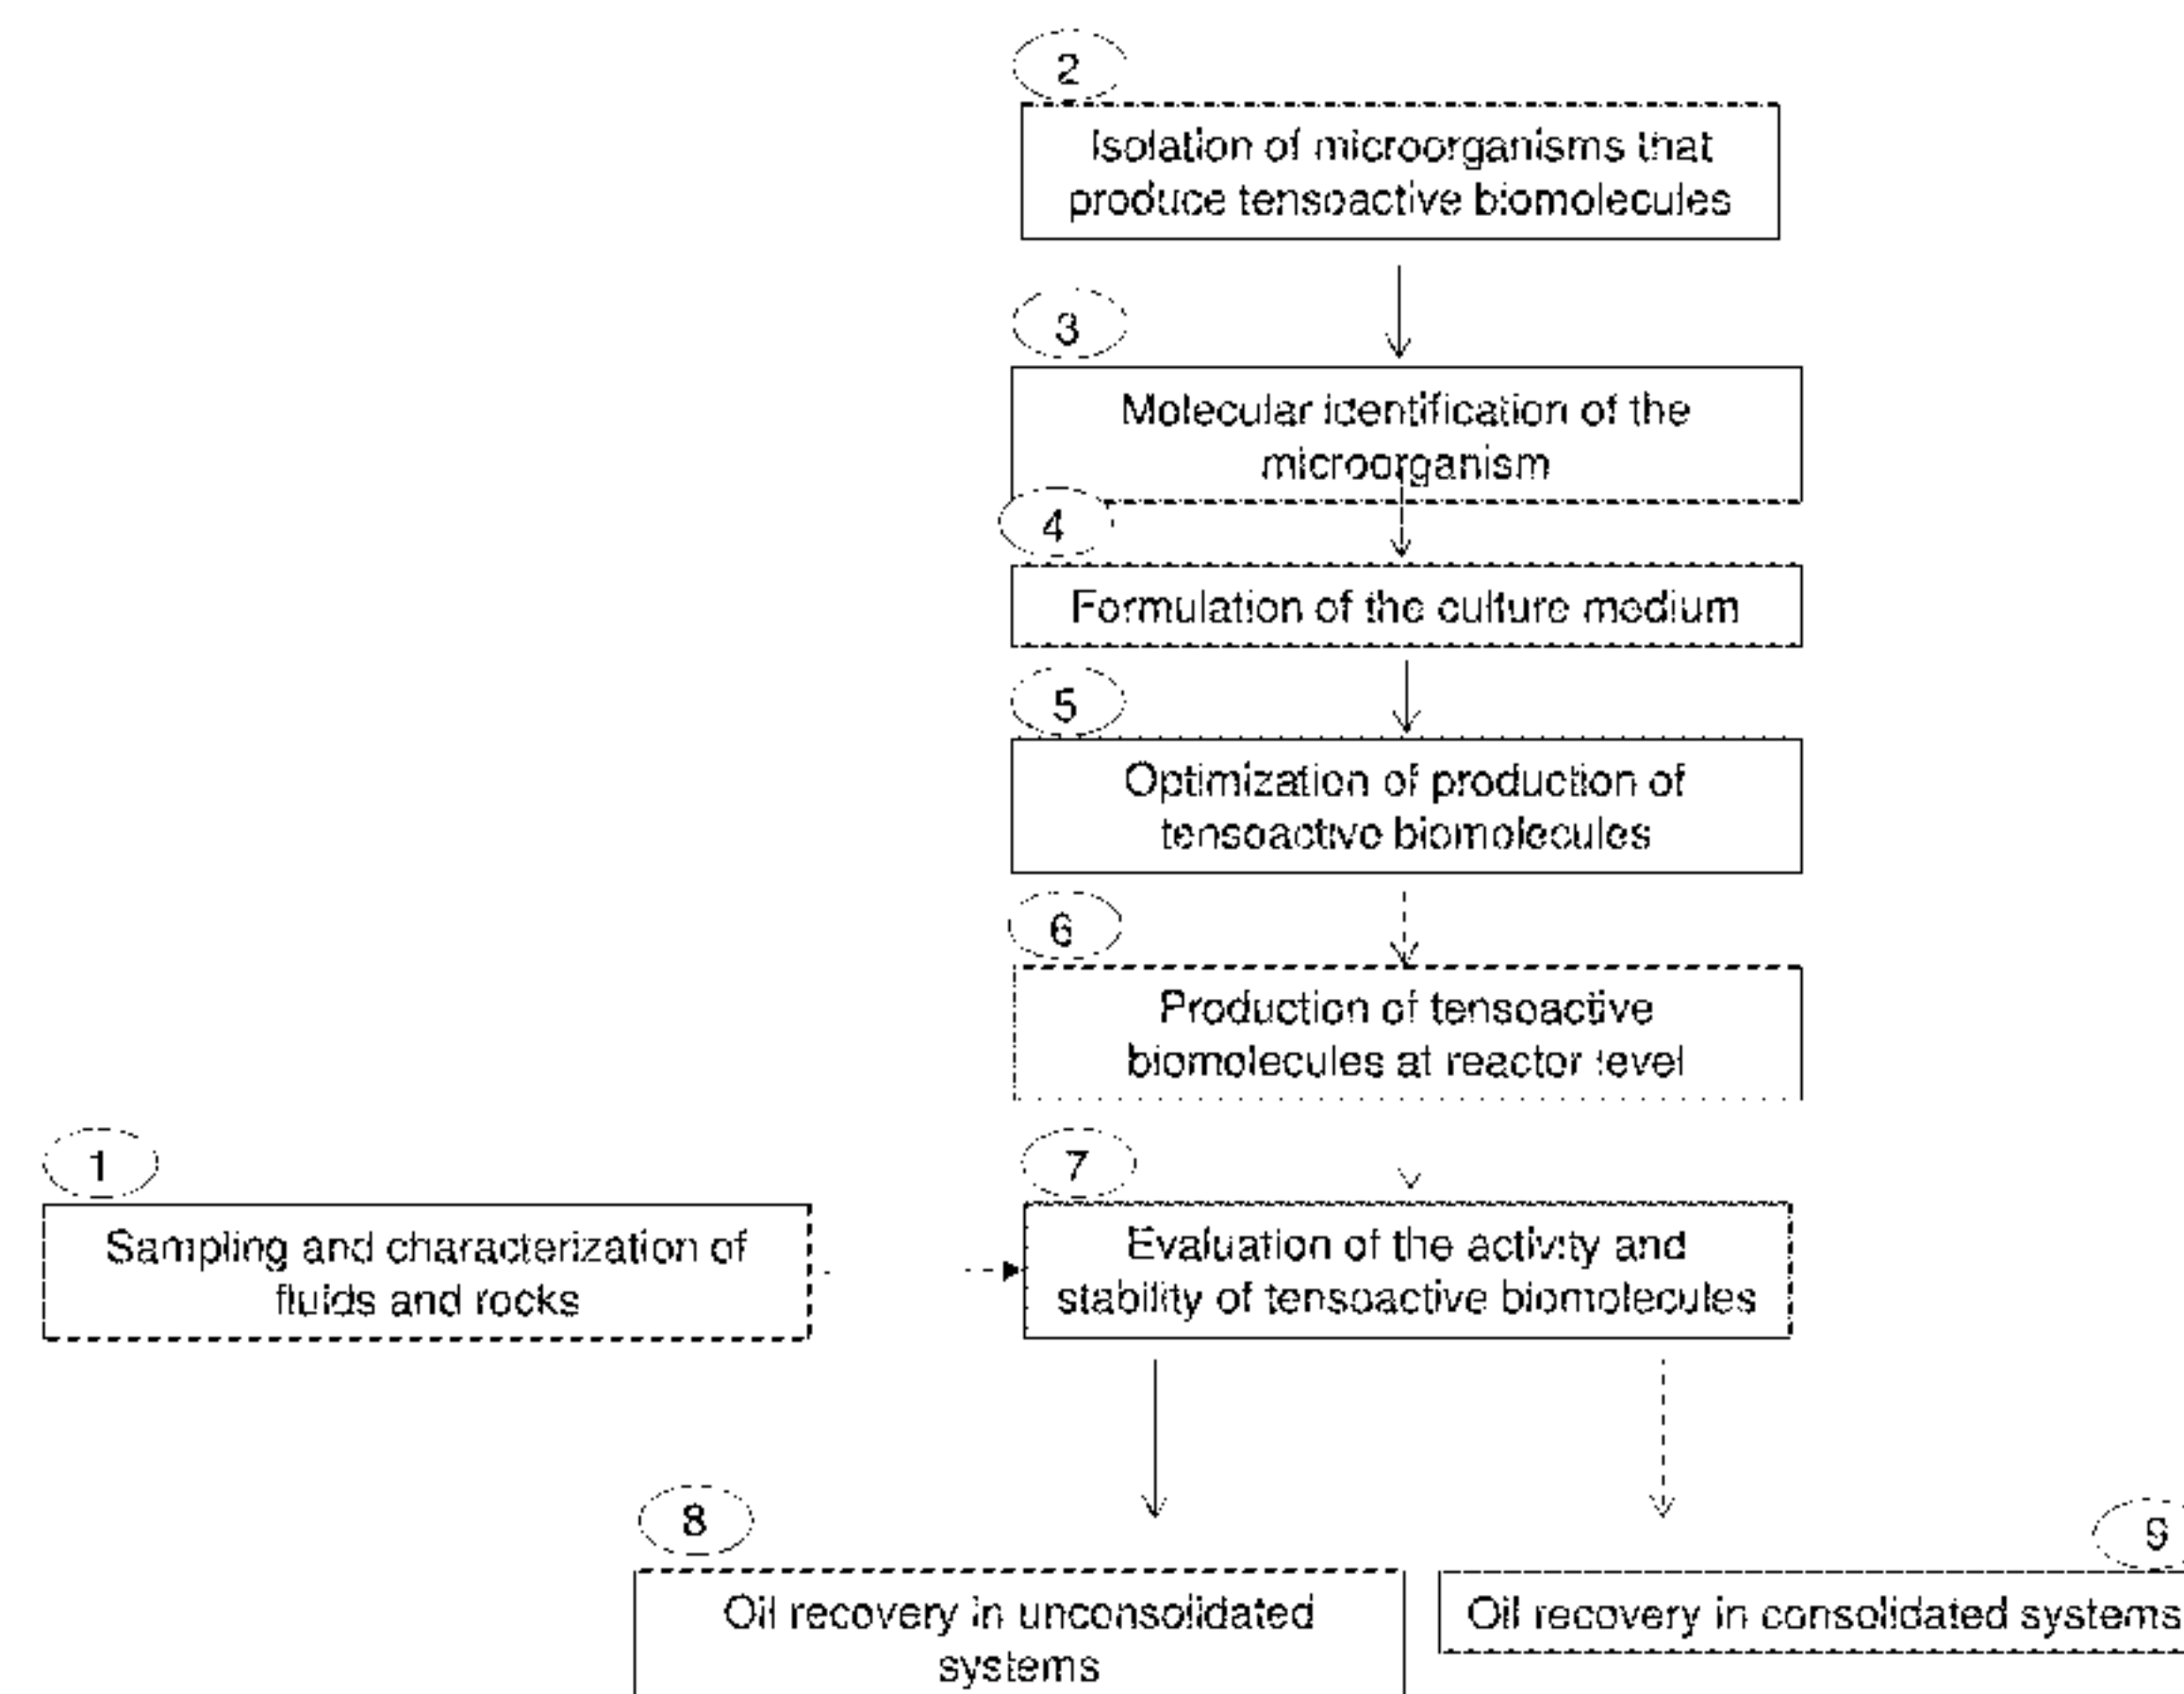 2
Isolation of microorganisms that
produce tensoactive biomolecules
3
Molecular identification of the
microorganism
4
Formulation of the culture medium
5
Optimization of production of
tensoactive biomolecules
6
Production of tensoactive
biomolecules at reactor level
1
Sampling and characterization of
fluids and rocks
7
Evaluation of the activity and
stability of tensoactive biomolecules
8
Oil recovery in unconsolidated
systems
9
Oil recovery in consolidated systems